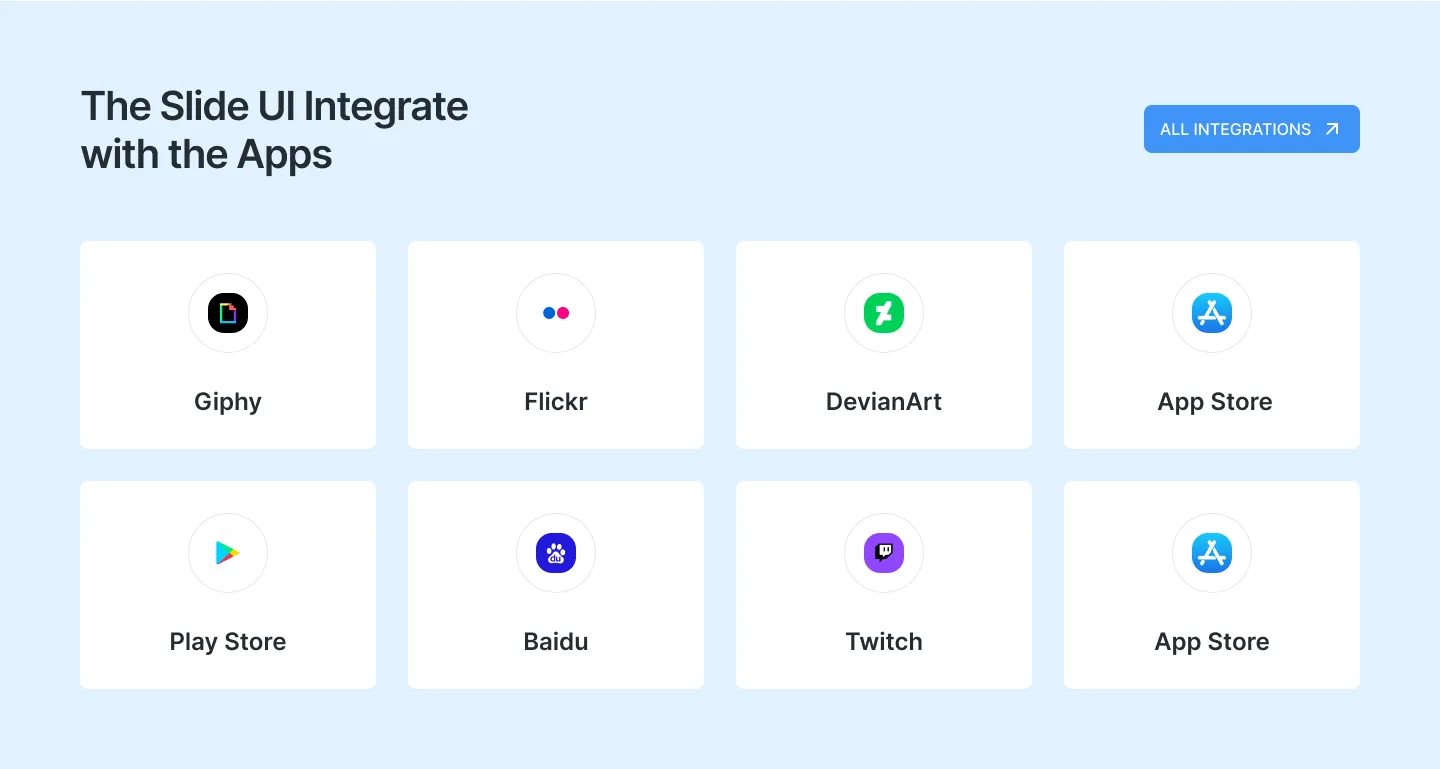 The Slide UI Integrate
with the Apps
ALL INTEGRATIONS
Giphy
Flickr
DevianArt
App Store
Play Store
du
Baidu
Twitch
App Store